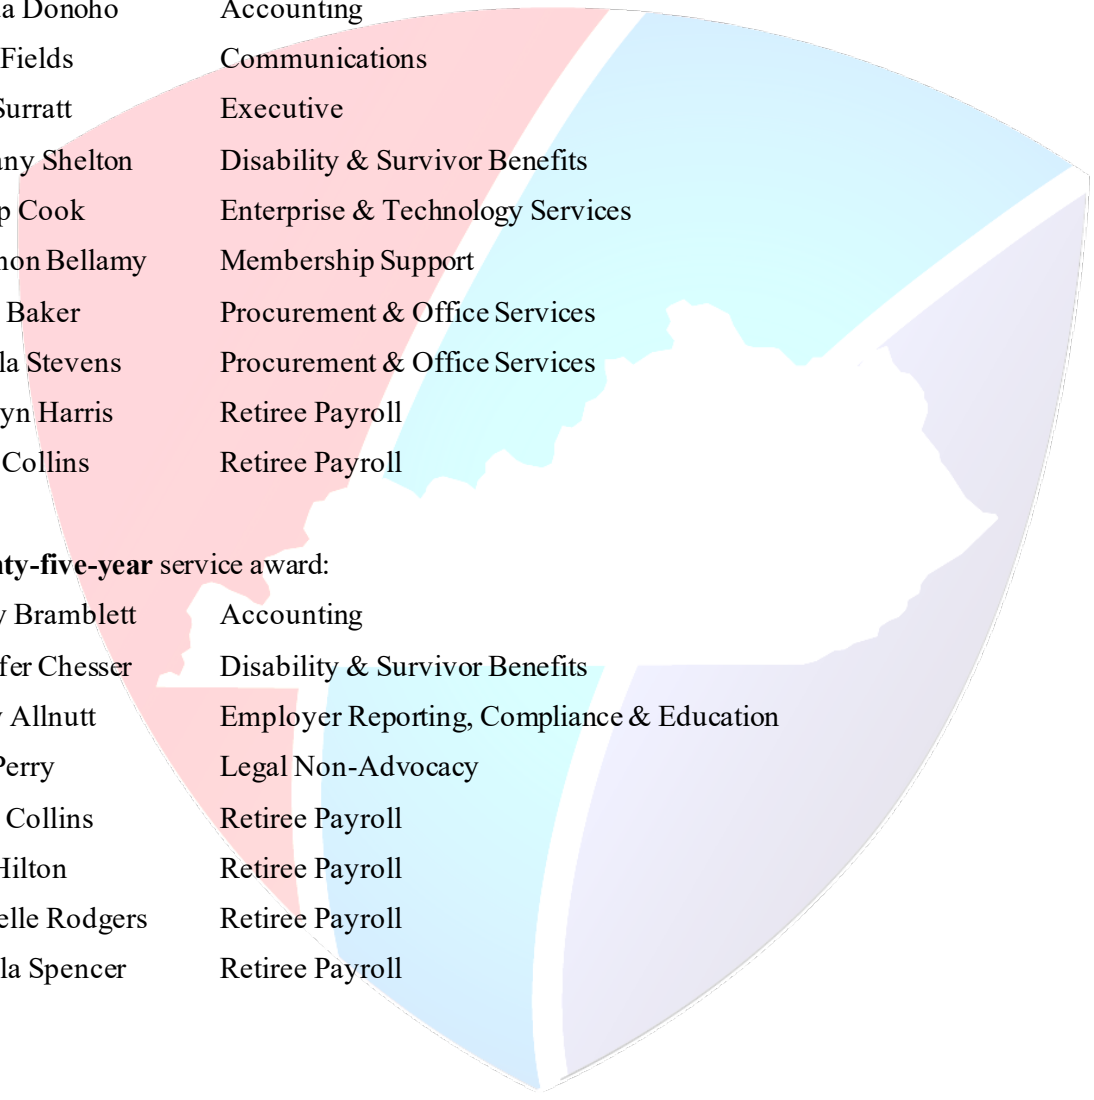 a Donoho Accounting
Fields Communications
Surratt Executive
any Shelton Disability & Survivor Benefits
p Cook Enterprise & Technology Services
non Bellamy Membership Support
Baker Procurement & Office Services
la Stevens Procurement & Office Services
yn Harris Retiree Payroll
Collins Retiree Payroll
nty-five-year service award:
y Bramblett Accounting
fer Chesser Disability & Survivor Benefits
y Allnutt Employer Reporting, Compliance & Education
Perry Legal Non-Advocacy
Collins Retiree Payroll
Hilton Retiree Payroll
elle Rodgers Retiree Payroll
la Spencer Retiree Payroll